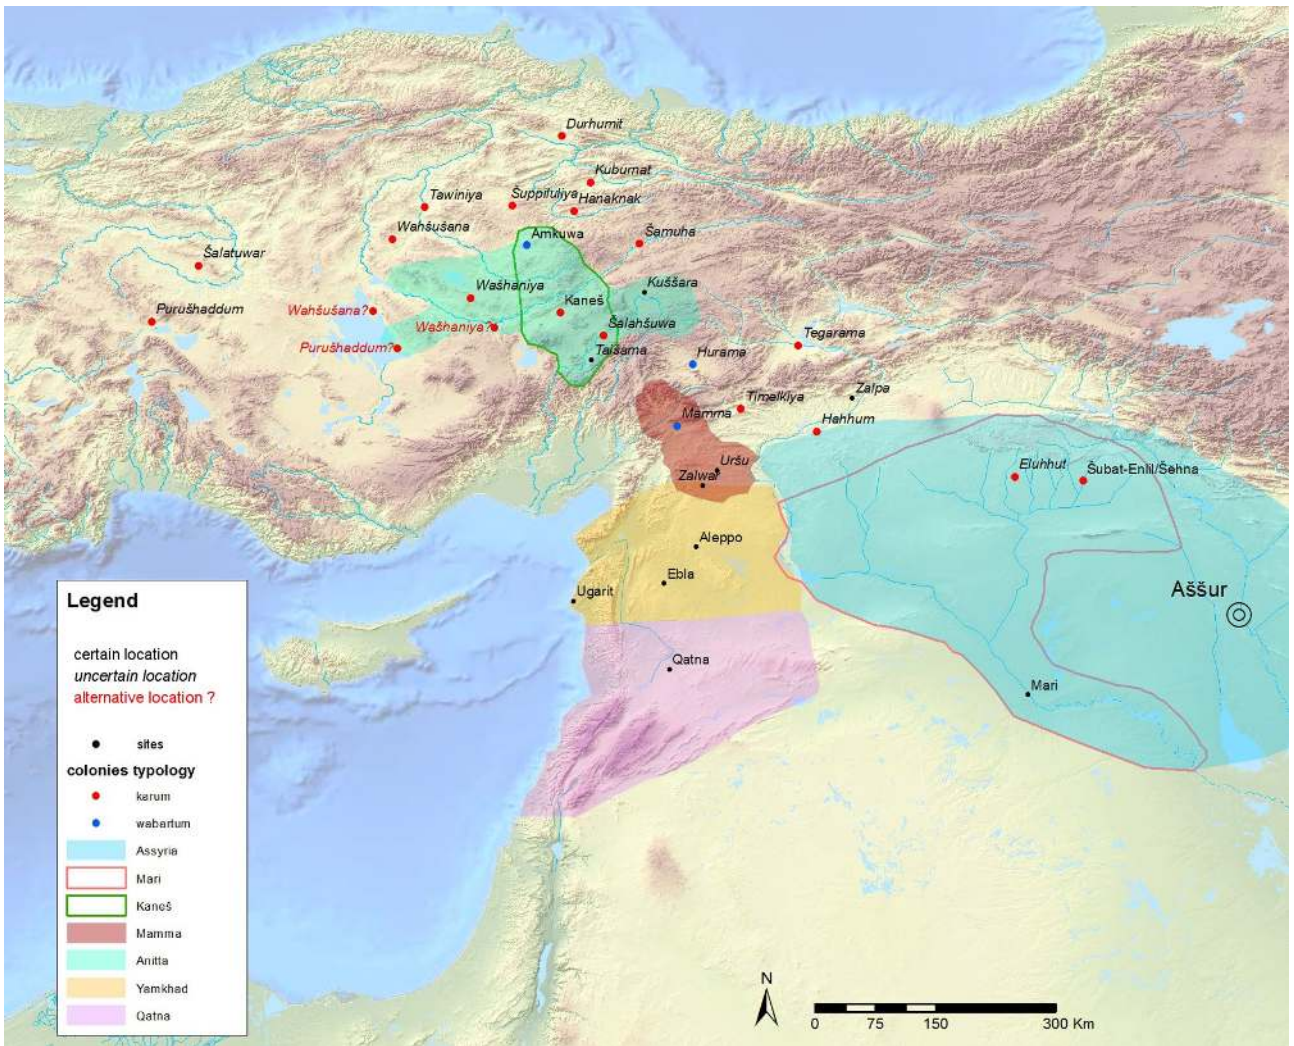 Durhumit
Kuburnat
Tawiniya
Šuppiluliya
Hanaknak
Wahšušana
Amkuwa
Šamuha
Šalatuwar
Wašhaniya
Kuššara
Purušhaddum
Wahšušana?
Kaneš
Wašhaniya?
Šalahšuwa
Purušhaddum?
Taišama
Tegarama
Hurama
Zalpa
Timelkiya
Mamma
Hahhum
Uršu
Zalwar
Eluhhut
Šubat-Enlil/Šehna
Aleppo
Ebla
Ugarit
Aššur
Qatna
Mari
Legend
certain location
uncertain location
alternative location ?
sites
colonies typology
karum
wabartum
Assyria
Mari
Kaneš
Mamma
Anitta
Yamkhad
Qatna
N
0 75 150 300 Km